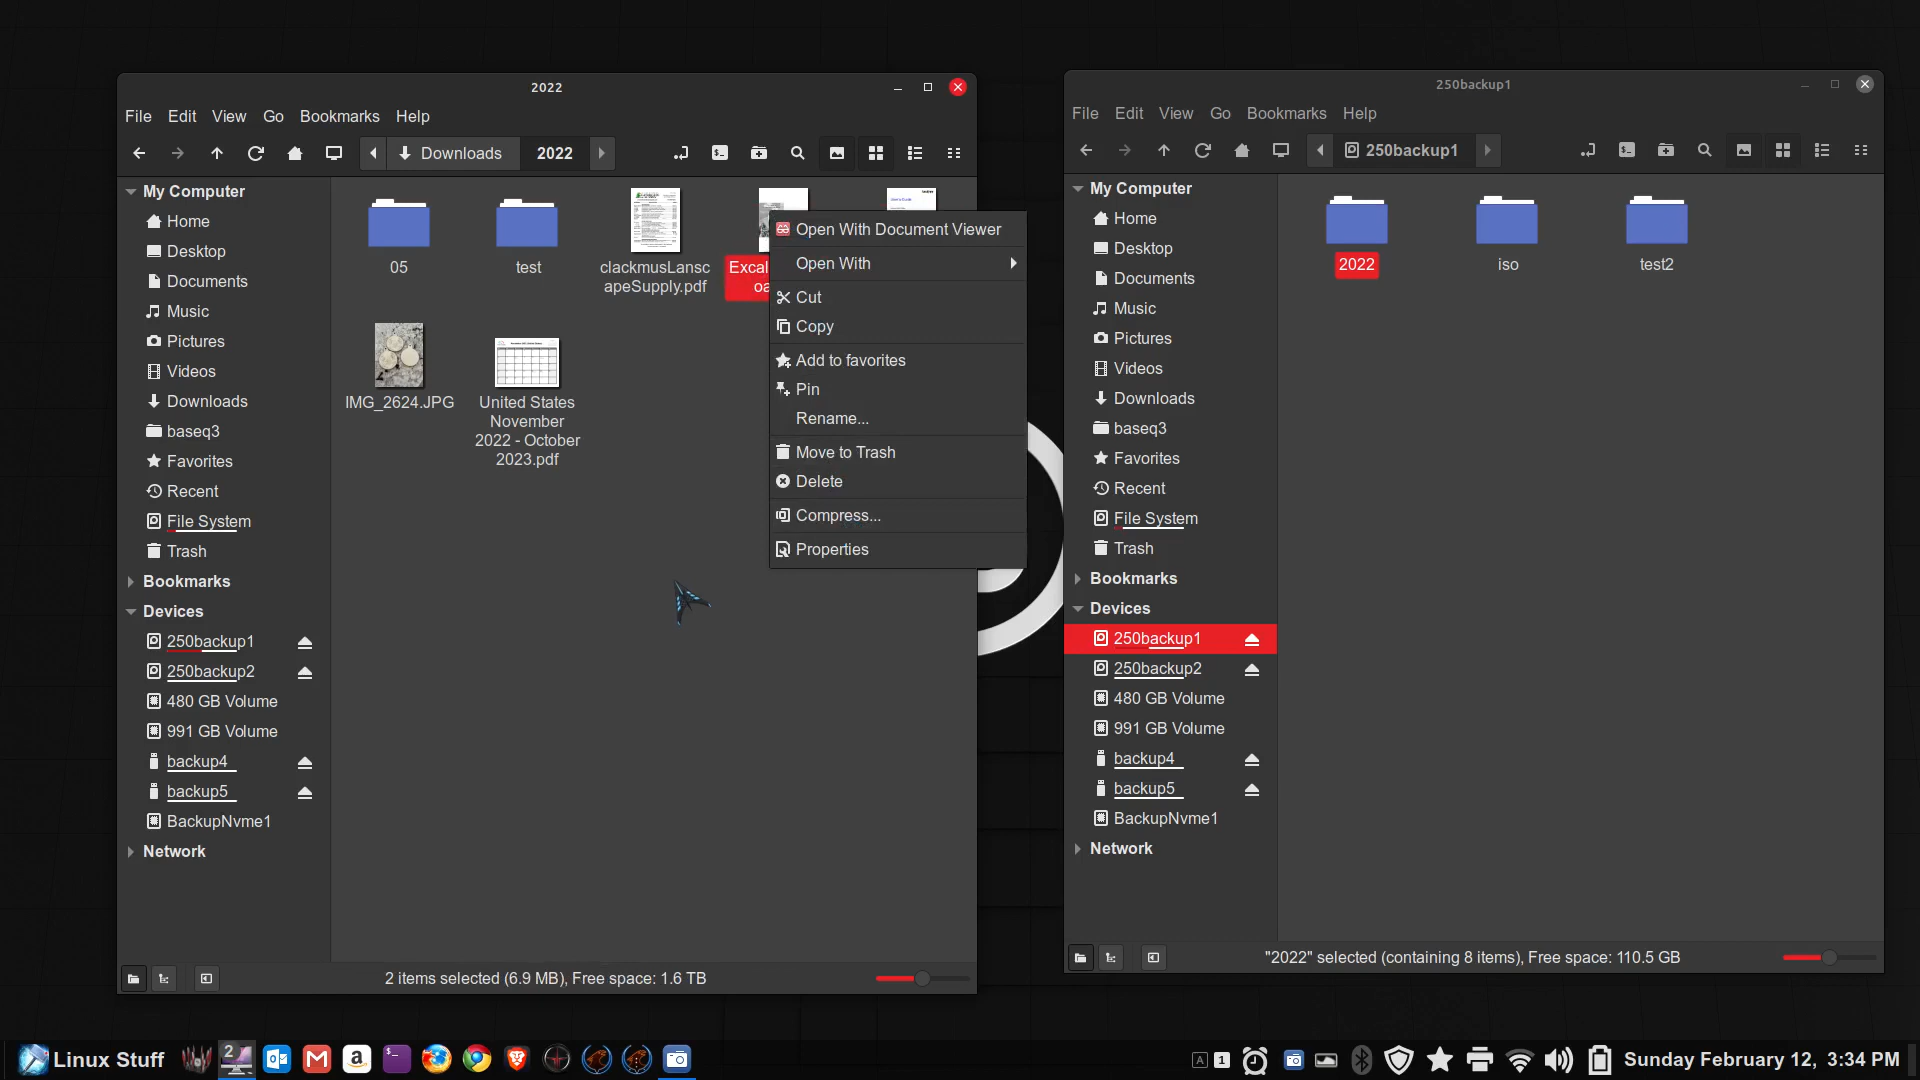 2022
File Edit View Go Bookmarks Help
Downloads 2022
My Computer
Home
Desktop
Documents
Music
Pictures
Videos
Downloads
baseq3
Favorites
Recent
File System
Trash
Bookmarks
Devices
250backup1
250backup2
480 GB Volume
991 GB Volume
backup4
backup5
BackupNvme1
Network
05
test
clackmusLansc
apeSupply.pdf
Excal
oa
IMG_2624.JPG
United States
November
2022 - October
2023.pdf
Open With Document Viewer
Open With
Cut
Copy
Add to favorites
Pin
Rename...
Move to Trash
Delete
Compress...
Properties
2 items selected (6.9 MB), Free space: 1.6 TB
250backup1
File Edit View Go Bookmarks Help
250backup1
My Computer
Home
Desktop
Documents
Music
Pictures
Videos
Downloads
baseq3
Favorites
Recent
File System
Trash
Bookmarks
Devices
250backup1
250backup2
480 GB Volume
991 GB Volume
backup4
backup5
BackupNvme1
Network
2022
iso
test2
"2022" selected (containing 8 items), Free space: 110.5 GB
Linux Stuff
2
A 1
Sunday February 12, 3:34 PM